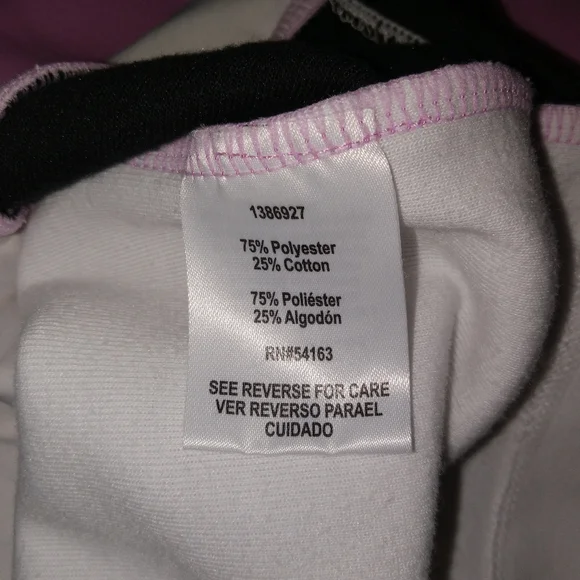 1386927
75% Polyester
25% Cotton
75% Poliéster
25% Algodón
RN#54163
SEE REVERSE FOR CARE
VER REVERSO PARAEL
CUIDADO